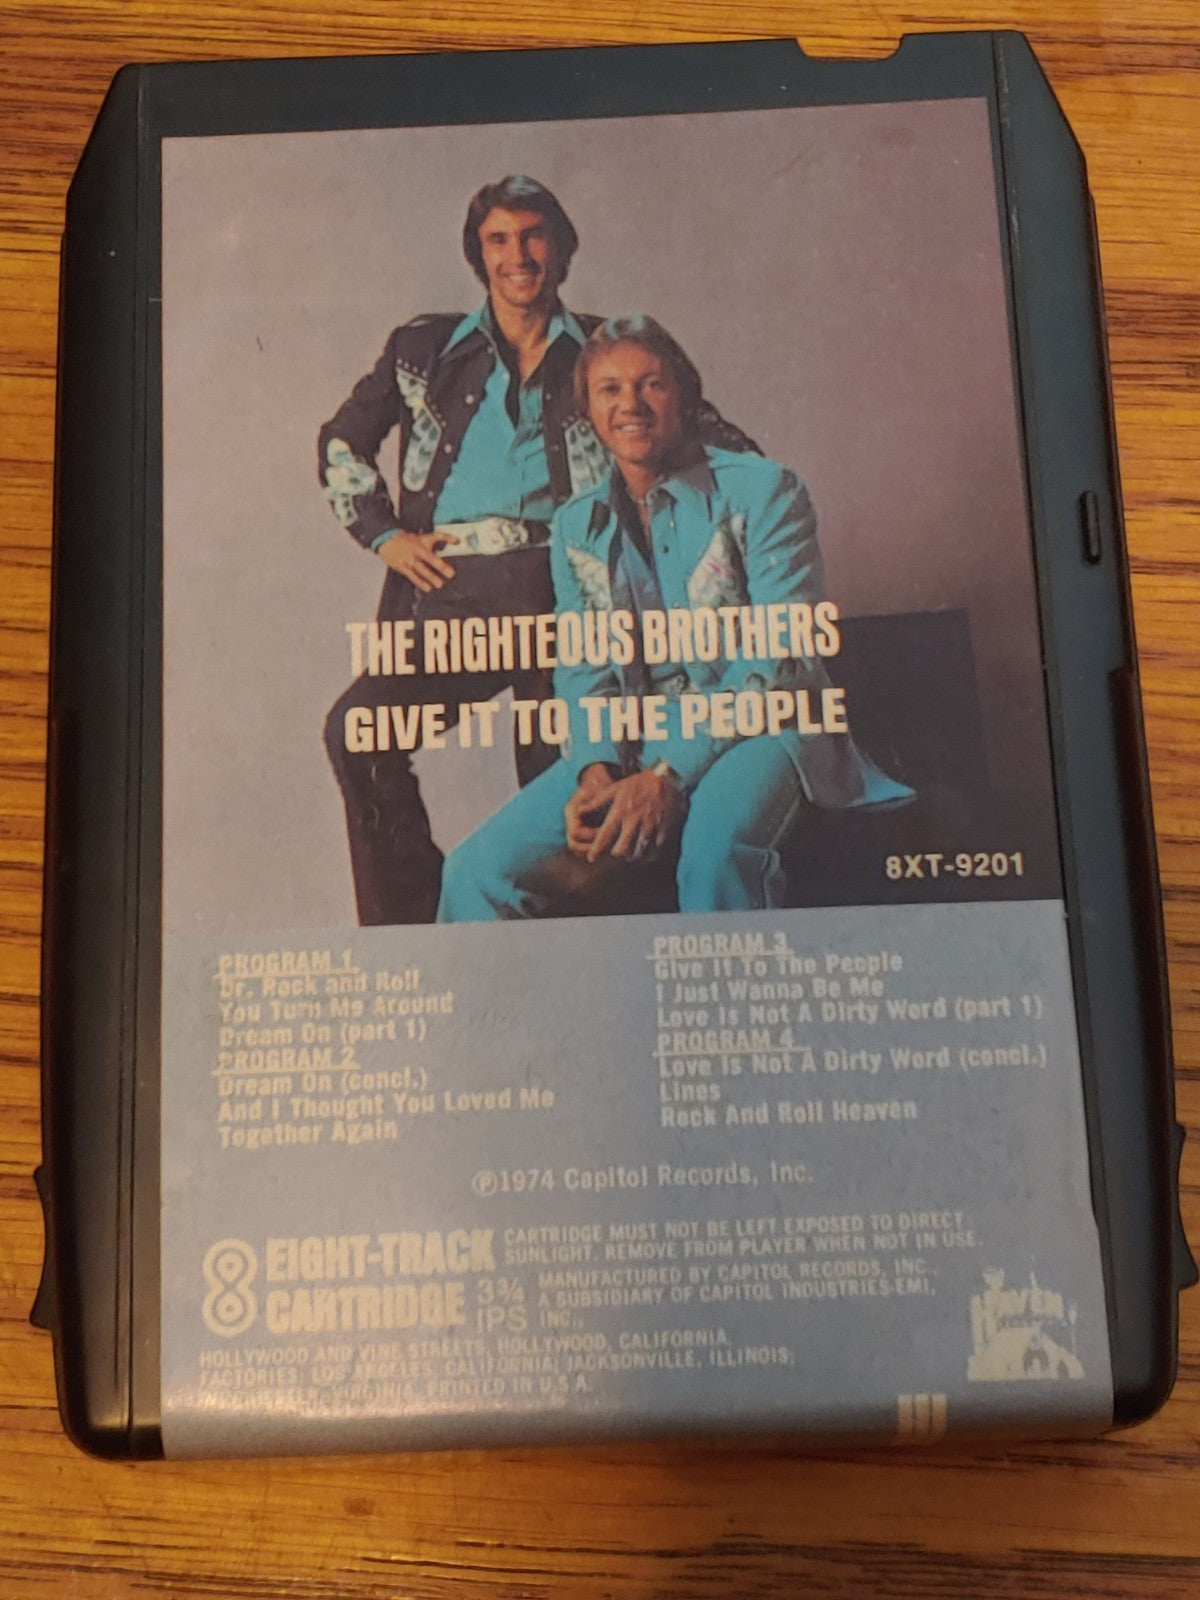 THE RIGHTEOUS BROTHERS
GIVE IT TO THE PEOPLE
8XT-9201
PROGRAM 1
Dr. Rock and Roll
You Turn Me Around
Dream On (part 1)
PROGRAM 2
Dream On (concl.)
And I Thought You Loved Me
Together Again
PROGRAM 3
Give It To The People
I Just Wanna Be Me
Love Is Not A Dirty Word (part 1)
PROGRAM 4
Love Is Not A Dirty Word (concl.)
Lines
Rock And Roll Heaven
℗1974 Capitol Records, Inc.
8 EIGHT-TRACK
CARTRIDGE
3¾
IPS
CARTRIDGE MUST NOT BE LEFT EXPOSED TO DIRECT
SUNLIGHT. REMOVE FROM PLAYER WHEN NOT IN USE.
MANUFACTURED BY CAPITOL RECORDS, INC.,
A SUBSIDIARY OF CAPITOL INDUSTRIES-EMI,
INC.,
HOLLYWOOD AND VINE STREETS, HOLLYWOOD, CALIFORNIA.
FACTORIES: LOS ANGELES, CALIFORNIA; JACKSONVILLE, ILLINOIS;
VIRGINIA. PRINTED IN U.S.A.
HAVEN